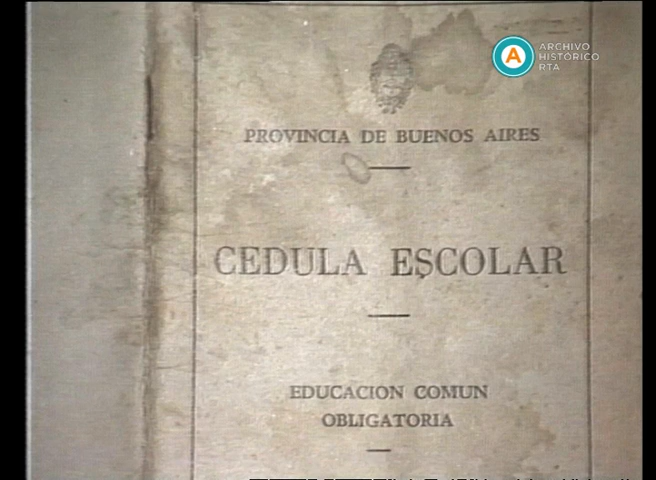 A
ARCHIVO
HISTÓRICO
RTA
PROVINCIA DE BUENOS AIRES
CEDULA ESCOLAR
EDUCACION COMUN
OBLIGATORIA